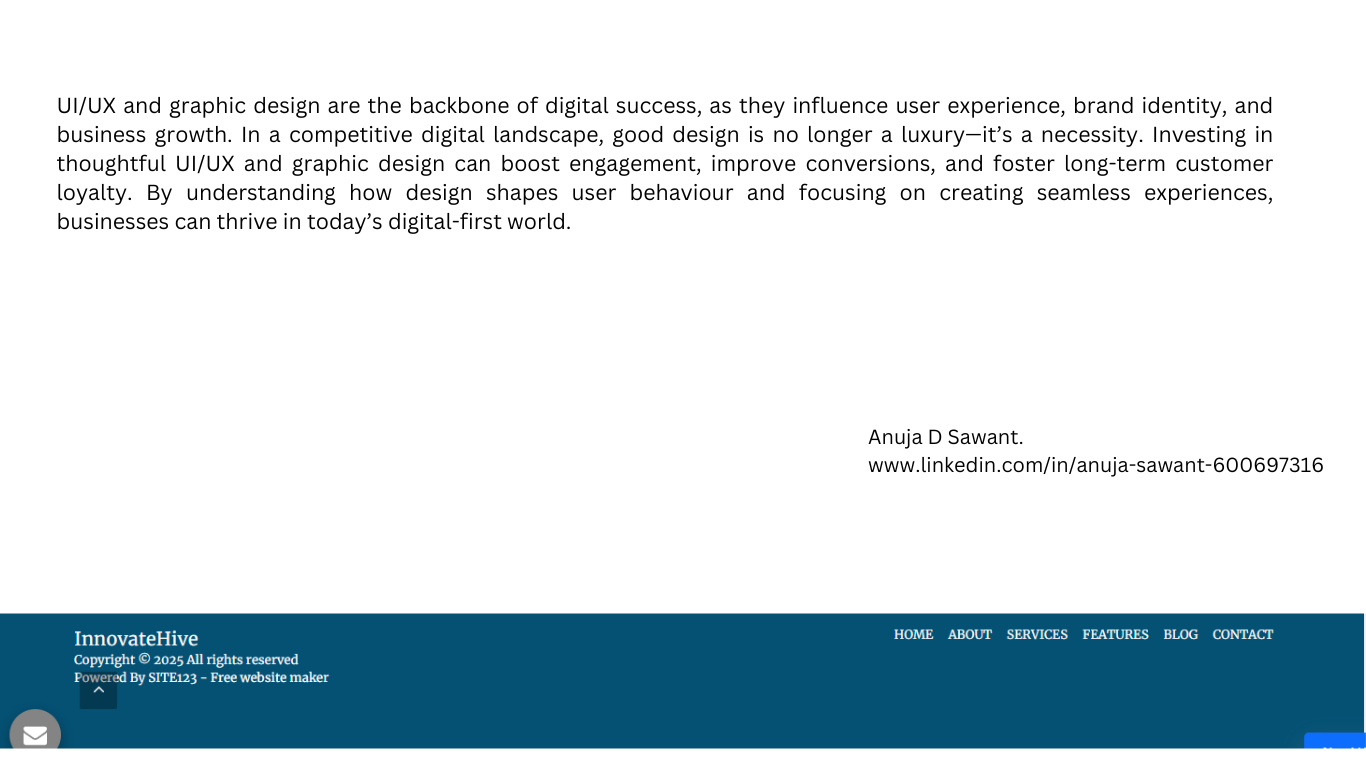 UI/UX and graphic design are the backbone of digital success, as they influence user experience, brand identity, and
business growth. In a competitive digital landscape, good design is no longer a luxury—it’s a necessity. Investing in
thoughtful UI/UX and graphic design can boost engagement, improve conversions, and foster long-term customer
loyalty. By understanding how design shapes user behaviour and focusing on creating seamless experiences,
businesses can thrive in today’s digital-first world.
Anuja D Sawant.
www.linkedin.com/in/anuja-sawant-600697316
InnovateHive
HOME ABOUT SERVICES FEATURES BLOG CONTACT
Copyright © 2025 All rights reserved
Powered By SITE123 - Free website maker